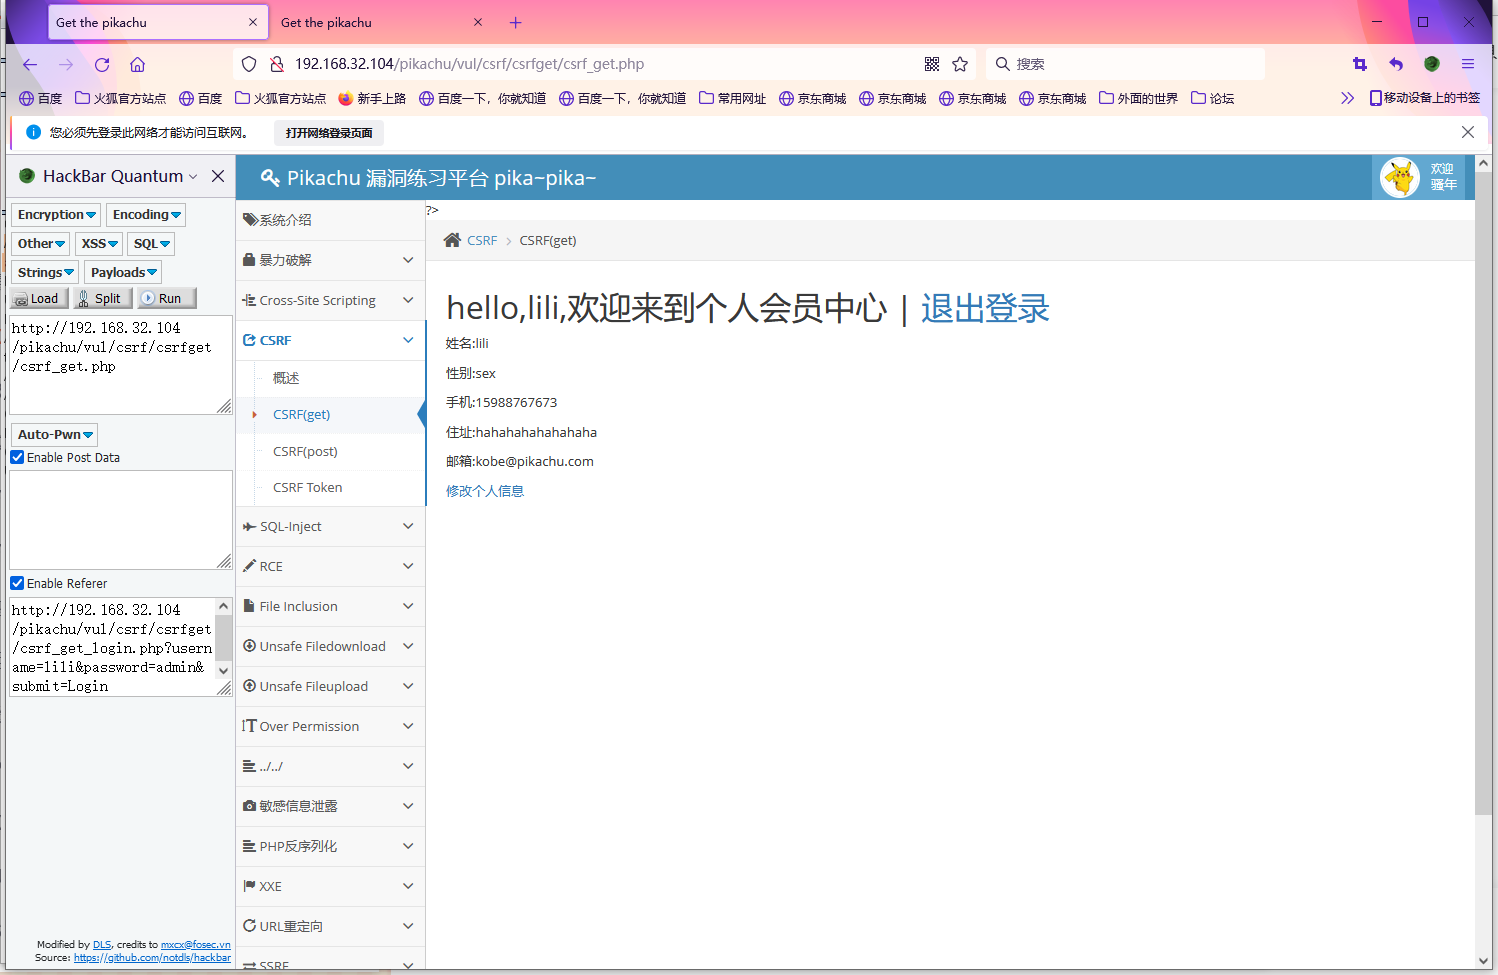 Get the pikachu
Get the pikachu
192.168.32.104/pikachu/vul/csrf/csrfget/csrf_get.php
搜索
百度
火狐官方站点
百度
火狐官方站点
新手上路
百度一下，你就知道
百度一下，你就知道
常用网址
京东商城
京东商城
京东商城
京东商城
外面的世界
论坛
移动设备上的书签
您必须先登录此网络才能访问互联网。
打开网络登录页面
HackBar Quantum
Encryption
Encoding
Other
XSS
SQL
Strings
Payloads
Load
Split
Run
http://192.168.32.104
/pikachu/vul/csrf/csrfget
/csrf_get.php
Auto-Pwn
Enable Post Data
Enable Referer
http://192.168.32.104
/pikachu/vul/csrf/csrfget
/csrf_get_login.php?usern
ame=lili&password=admin&
submit=Login
Modified by DLS, credits to mxcx@fosec.vn
Source: https://github.com/notdls/hackbar
Pikachu 漏洞练习平台 pika~pika~
欢迎
骚年
系统介绍
暴力破解
Cross-Site Scripting
CSRF
概述
CSRF(get)
CSRF(post)
CSRF Token
SQL-Inject
RCE
File Inclusion
Unsafe Filedownload
Unsafe Fileupload
Over Permission
../../
敏感信息泄露
PHP反序列化
XXE
URL重定向
SSRF
?>
CSRF
CSRF(get)
hello,lili,欢迎来到个人会员中心 | 退出登录
姓名:lili
性别:sex
手机:15988767673
住址:hahahahahahahaha
邮箱:kobe@pikachu.com
修改个人信息